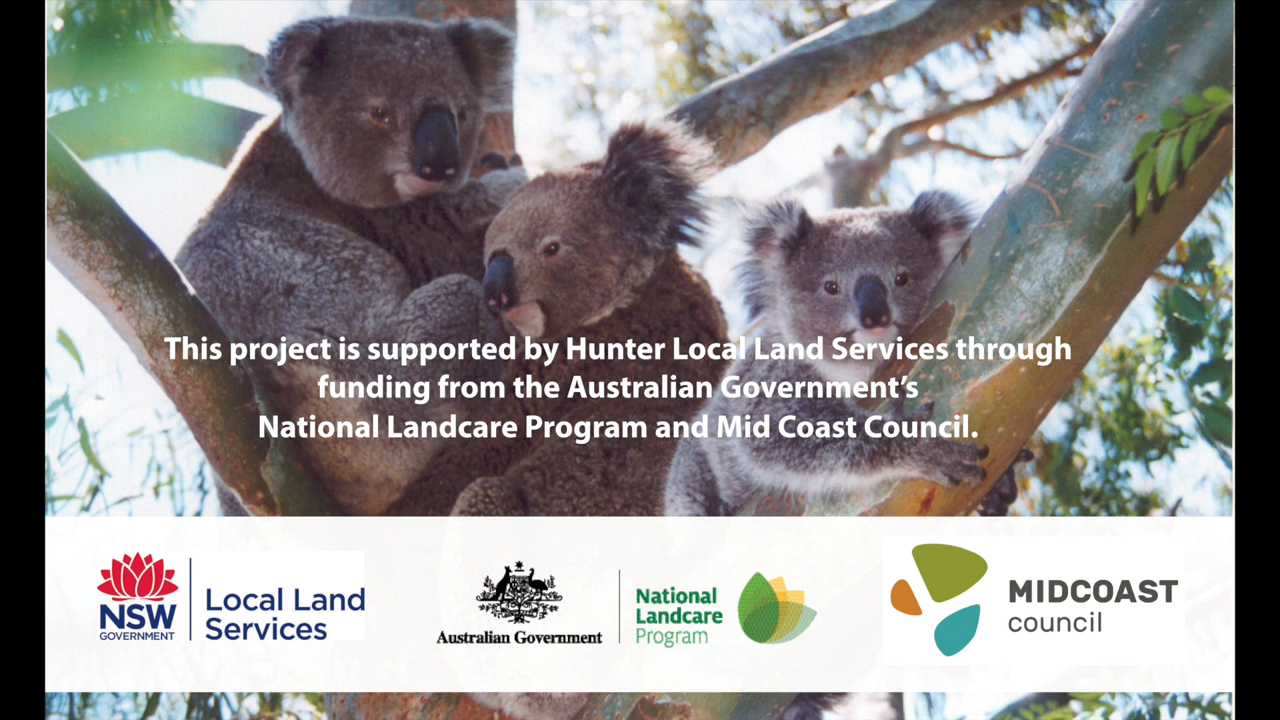 This project is supported by Hunter Local Land Services through
funding from the Australian Government's
National Landcare Program and Mid Coast Council.
NSW
GOVERNMENT
Local Land
Services
Australian Government
National
Landcare
Program
MIDCOAST
council